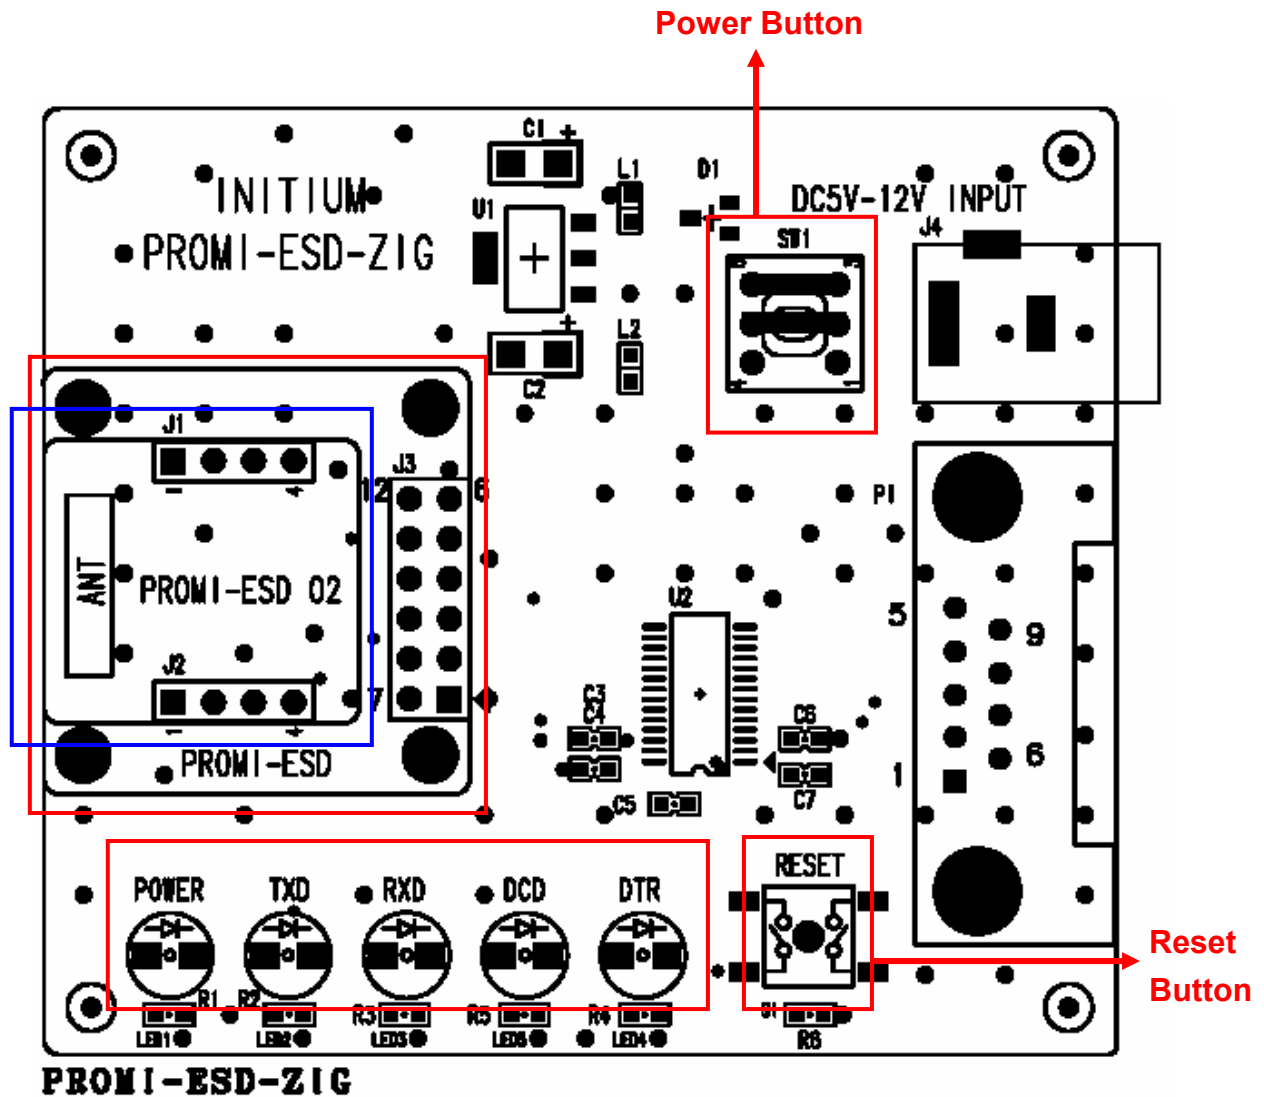 Power Button
C1 +
L1
D1
INITIUM
DC5V-12V INPUT
U1
J4
SW1
PROMI-ESD-ZIG
+
L2
C2
J1
J3
12
6
P1
ANT
PROMI-ESD 02
U2
5
9
J2
7
C3
C4
C6
6
PROMI-ESD
1
C5
C7
POWER
TXD
RXD
DCD
DTR
RESET
Reset
Button
R1
R2
R3
R5
R4
R6
LED1
LED2
LED3
LED5
LED4
PROMI-ESD-ZIG